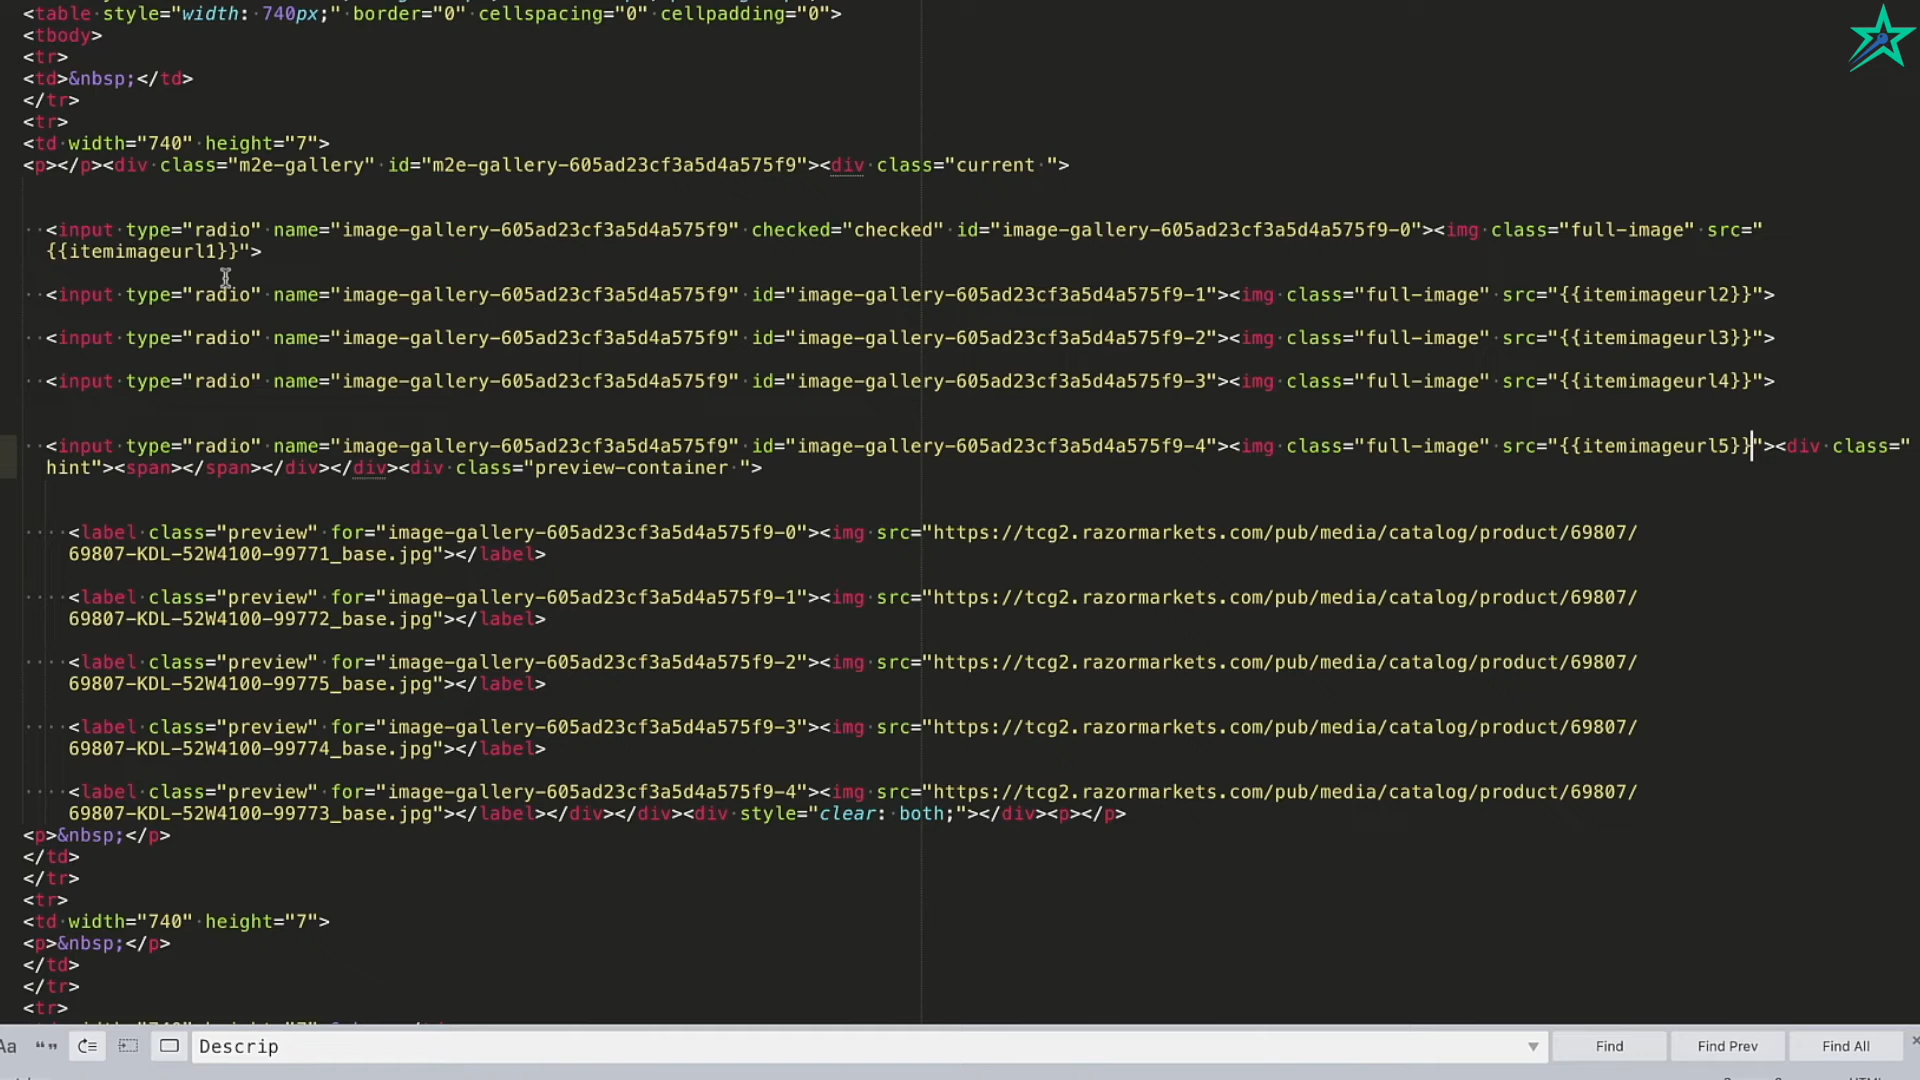 <table style="width: 740px;" border="0" cellspacing="0" cellpadding="0">
<tbody>
<tr>
<td>&nbsp;</td>
</tr>
<tr>
<td width="740" height="7">
<p></p><div class="m2e-gallery" id="m2e-gallery-605ad23cf3a5d4a575f9"><div class="current ">
<input type="radio" name="image-gallery-605ad23cf3a5d4a575f9" checked="checked" id="image-gallery-605ad23cf3a5d4a575f9-0"><img class="full-image" src="
{{itemimageurl1}}">
<input type="radio" name="image-gallery-605ad23cf3a5d4a575f9" id="image-gallery-605ad23cf3a5d4a575f9-1"><img class="full-image" src="{{itemimageurl2}}">
<input type="radio" name="image-gallery-605ad23cf3a5d4a575f9" id="image-gallery-605ad23cf3a5d4a575f9-2"><img class="full-image" src="{{itemimageurl3}}">
<input type="radio" name="image-gallery-605ad23cf3a5d4a575f9" id="image-gallery-605ad23cf3a5d4a575f9-3"><img class="full-image" src="{{itemimageurl4}}">
<input type="radio" name="image-gallery-605ad23cf3a5d4a575f9" id="image-gallery-605ad23cf3a5d4a575f9-4"><img class="full-image" src="{{itemimageurl5}}"><div class="
hint"><span></span></div></div><div class="preview-container ">
<label class="preview" for="image-gallery-605ad23cf3a5d4a575f9-0"><img src="https://tcg2.razormarkets.com/pub/media/catalog/product/69807/
69807-KDL-52W4100-99771_base.jpg"></label>
<label class="preview" for="image-gallery-605ad23cf3a5d4a575f9-1"><img src="https://tcg2.razormarkets.com/pub/media/catalog/product/69807/
69807-KDL-52W4100-99772_base.jpg"></label>
<label class="preview" for="image-gallery-605ad23cf3a5d4a575f9-2"><img src="https://tcg2.razormarkets.com/pub/media/catalog/product/69807/
69807-KDL-52W4100-99775_base.jpg"></label>
<label class="preview" for="image-gallery-605ad23cf3a5d4a575f9-3"><img src="https://tcg2.razormarkets.com/pub/media/catalog/product/69807/
69807-KDL-52W4100-99774_base.jpg"></label>
<label class="preview" for="image-gallery-605ad23cf3a5d4a575f9-4"><img src="https://tcg2.razormarkets.com/pub/media/catalog/product/69807/
69807-KDL-52W4100-99773_base.jpg"></label></div></div><div style="clear: both;"></div><p></p>
<p>&nbsp;</p>
</td>
</tr>
<tr>
<td width="740" height="7">
<p>&nbsp;</p>
</td>
</tr>
<tr>
Aa “” Descrip Find Find Prev Find All